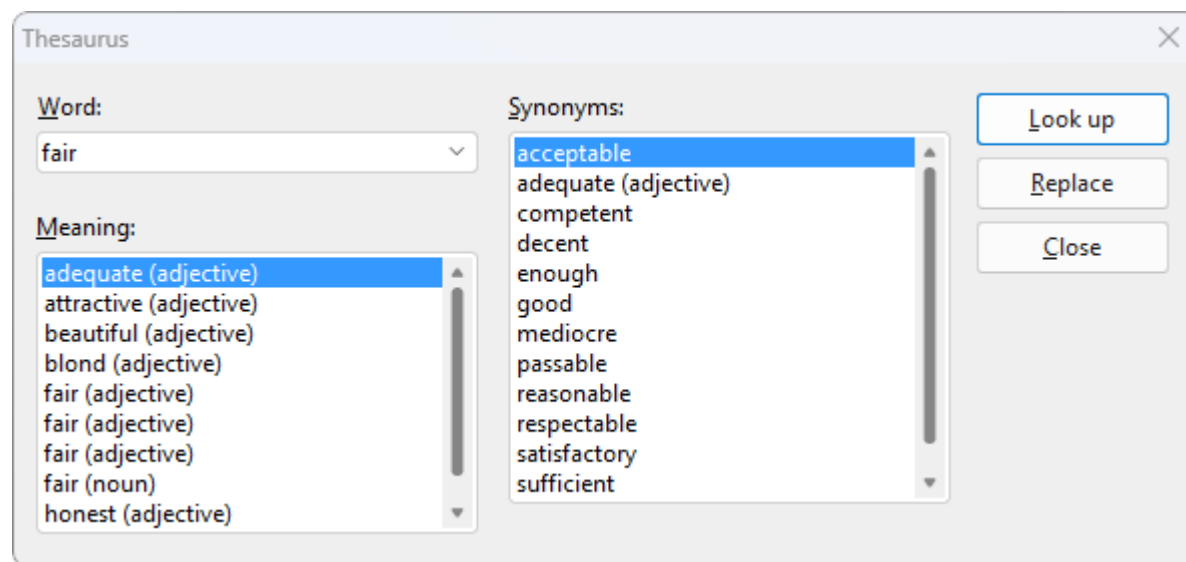 Thesaurus
Word:
fair
Meaning:
adequate (adjective)
attractive (adjective)
beautiful (adjective)
blond (adjective)
fair (adjective)
fair (adjective)
fair (adjective)
fair (noun)
honest (adjective)
Synonyms:
acceptable
adequate (adjective)
competent
decent
enough
good
mediocre
passable
reasonable
respectable
satisfactory
sufficient
Look up
Replace
Close